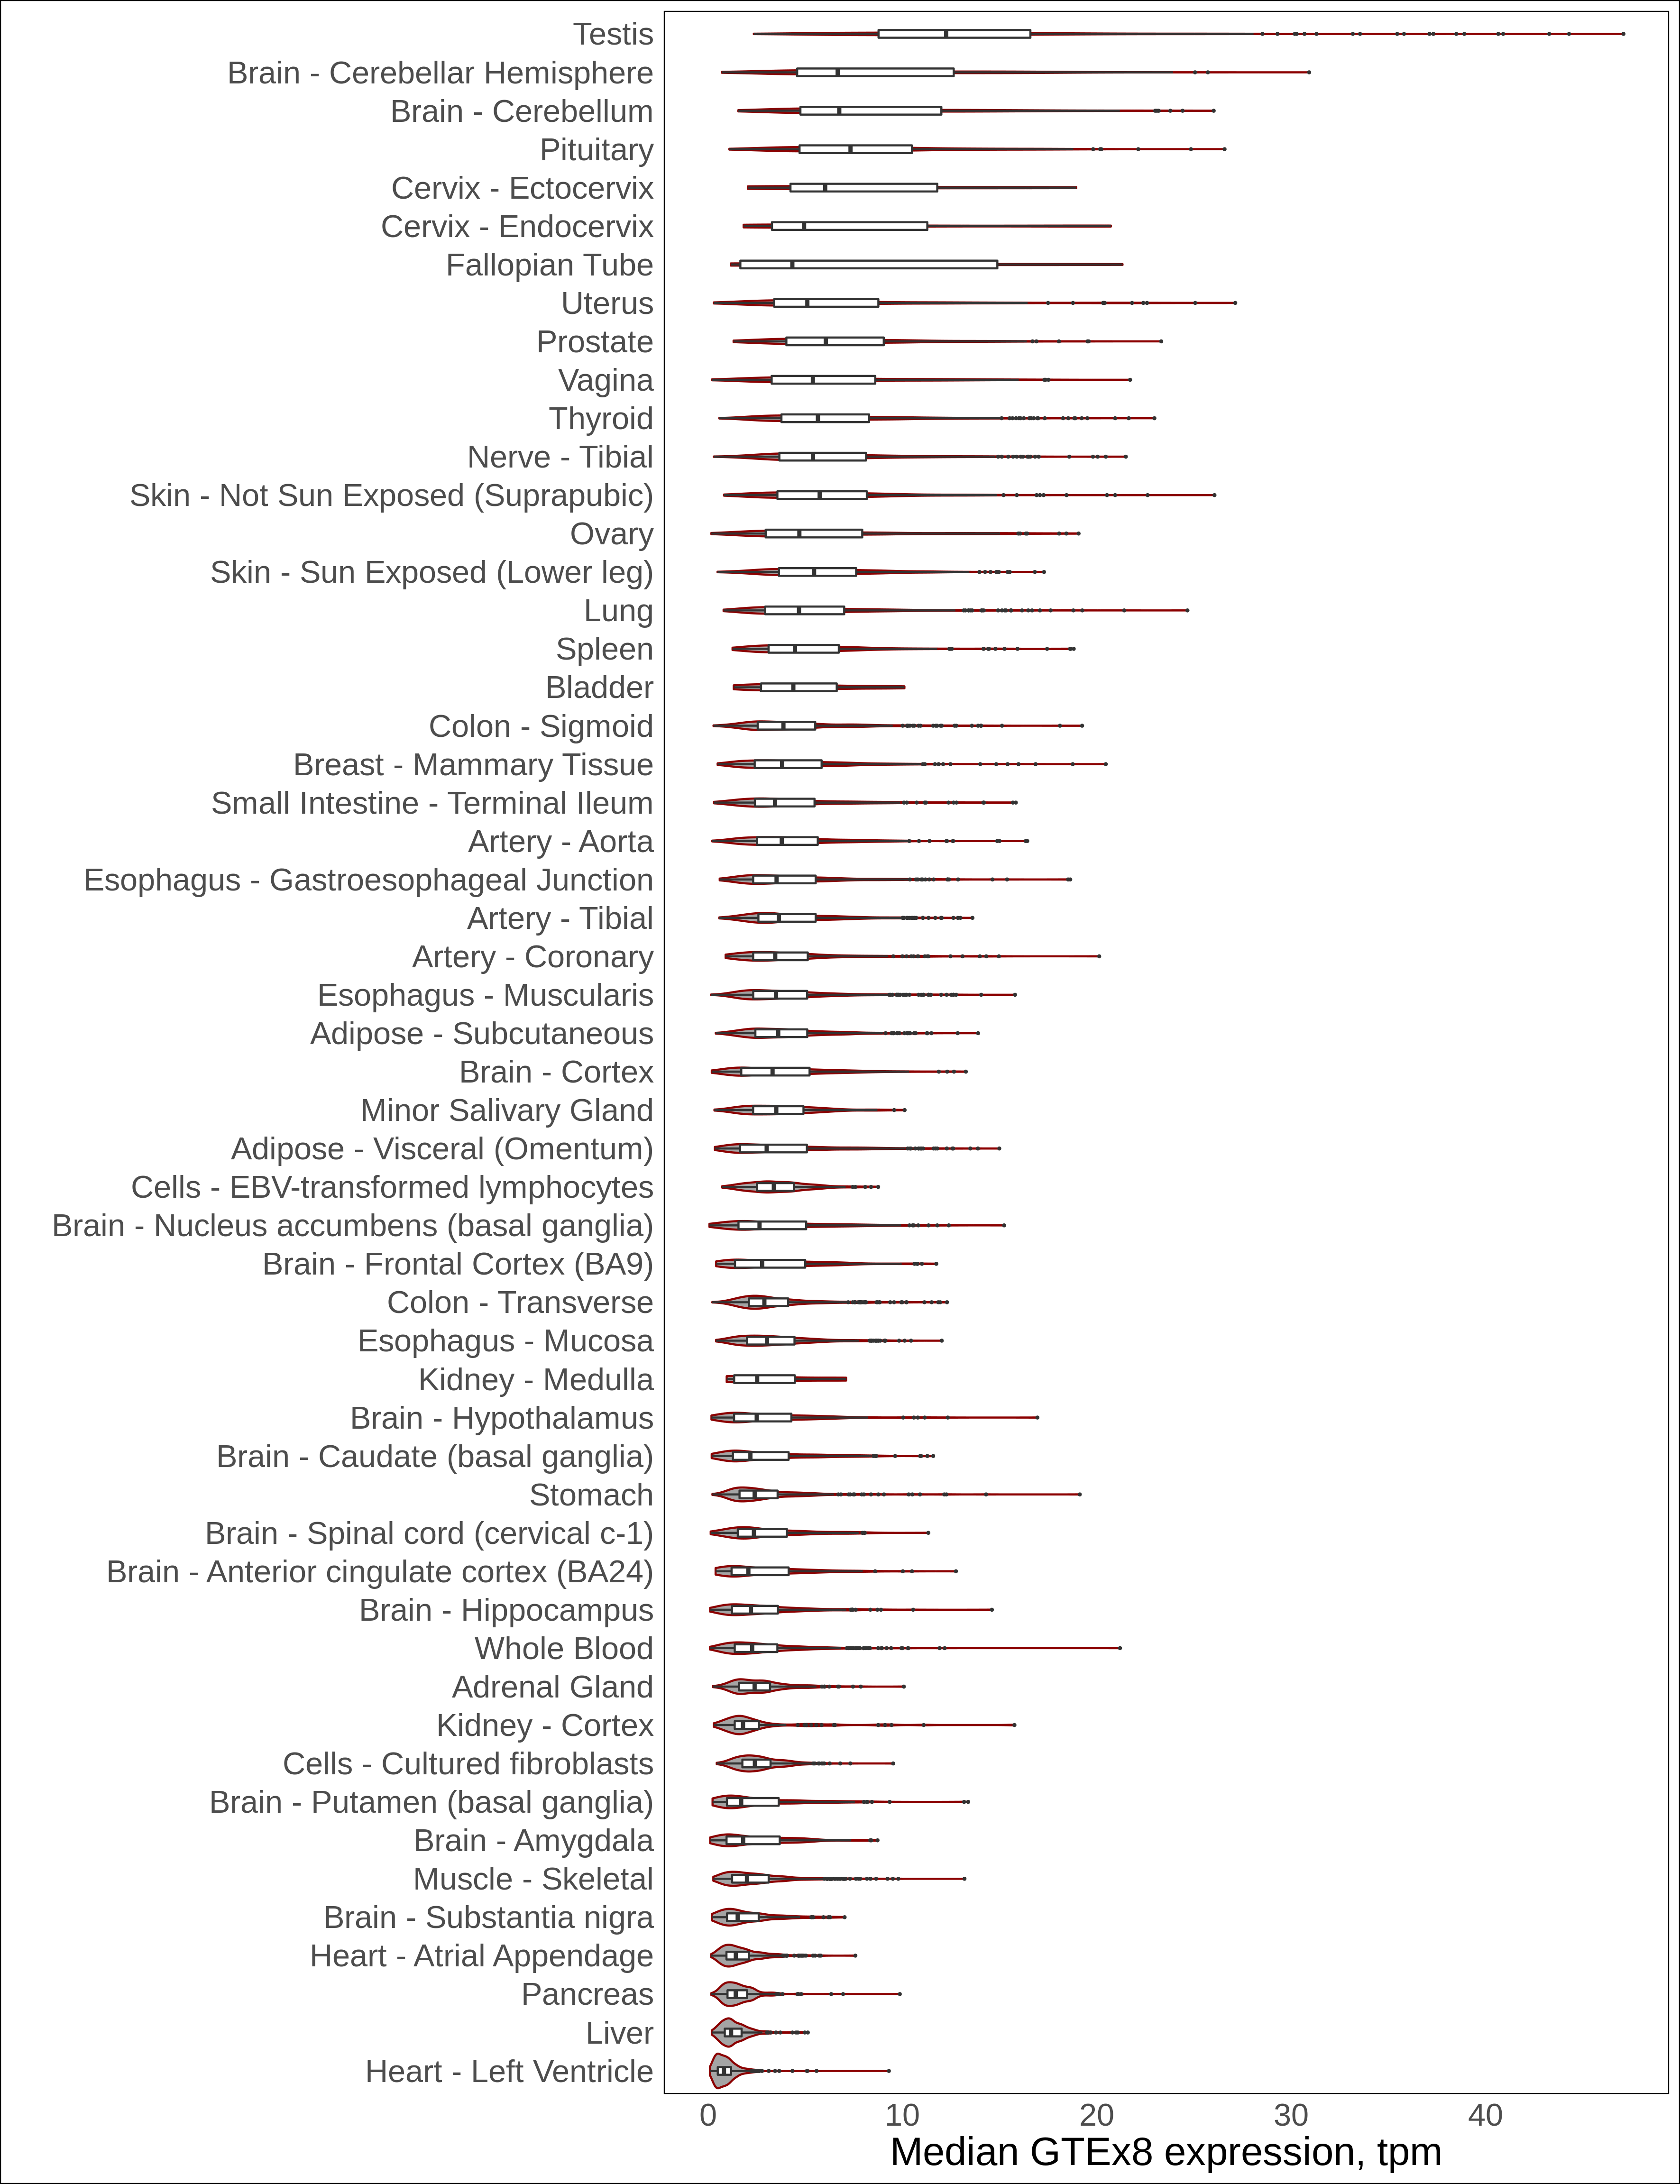 Testis
Brain - Cerebellar Hemisphere
Brain - Cerebellum
Pituitary
Cervix - Ectocervix
Cervix - Endocervix
Fallopian Tube
Uterus
Prostate
Vagina
Thyroid
Nerve - Tibial
Skin - Not Sun Exposed (Suprapubic)
Ovary
Skin - Sun Exposed (Lower leg)
Lung
Spleen
Bladder
Colon - Sigmoid
Breast - Mammary Tissue
Small Intestine - Terminal Ileum
Artery - Aorta
Esophagus - Gastroesophageal Junction
Artery - Tibial
Artery - Coronary
Esophagus - Muscularis
Adipose - Subcutaneous
Brain - Cortex
Minor Salivary Gland
Adipose - Visceral (Omentum)
Cells - EBV-transformed lymphocytes
Brain - Nucleus accumbens (basal ganglia)
Brain - Frontal Cortex (BA9)
Colon - Transverse
Esophagus - Mucosa
Kidney - Medulla
Brain - Hypothalamus
Brain - Caudate (basal ganglia)
Stomach
Brain - Spinal cord (cervical c-1)
Brain - Anterior cingulate cortex (BA24)
Brain - Hippocampus
Whole Blood
Adrenal Gland
Kidney - Cortex
Cells - Cultured fibroblasts
Brain - Putamen (basal ganglia)
Brain - Amygdala
Muscle - Skeletal
Brain - Substantia nigra
Heart - Atrial Appendage
Pancreas
Liver
Heart - Left Ventricle
0 10 20 30 40
Median GTEx8 expression, tpm